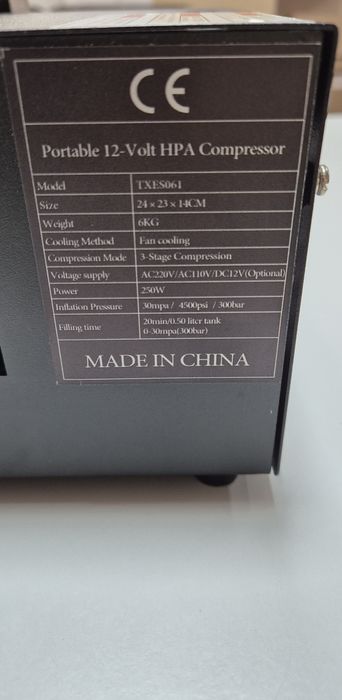 CE
Portable 12-Volt HPA Compressor
Model TXES061
Size 24×23×14CM
Weight 6KG
Cooling Method Fan cooling
Compression Mode 3-Stage Compression
Voltage supply AC220V/AC110V/DC12V(Optional)
Power 250W
Inflation Pressure 30mpa / 4500psi / 300bar
Filling time 20min/0.50 liter tank
0-30mpa(300bar)
MADE IN CHINA